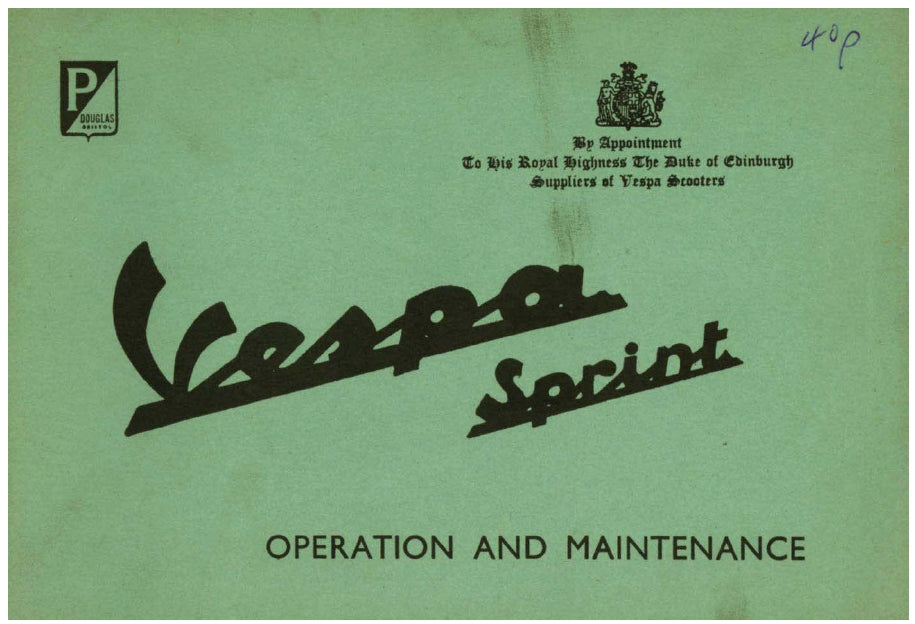 40p
P
DOUGLAS
BRISTOL
By Appointment
To His Royal Highness The Duke of Edinburgh
Suppliers of Vespa Scooters
Vespa
Sprint
OPERATION AND MAINTENANCE